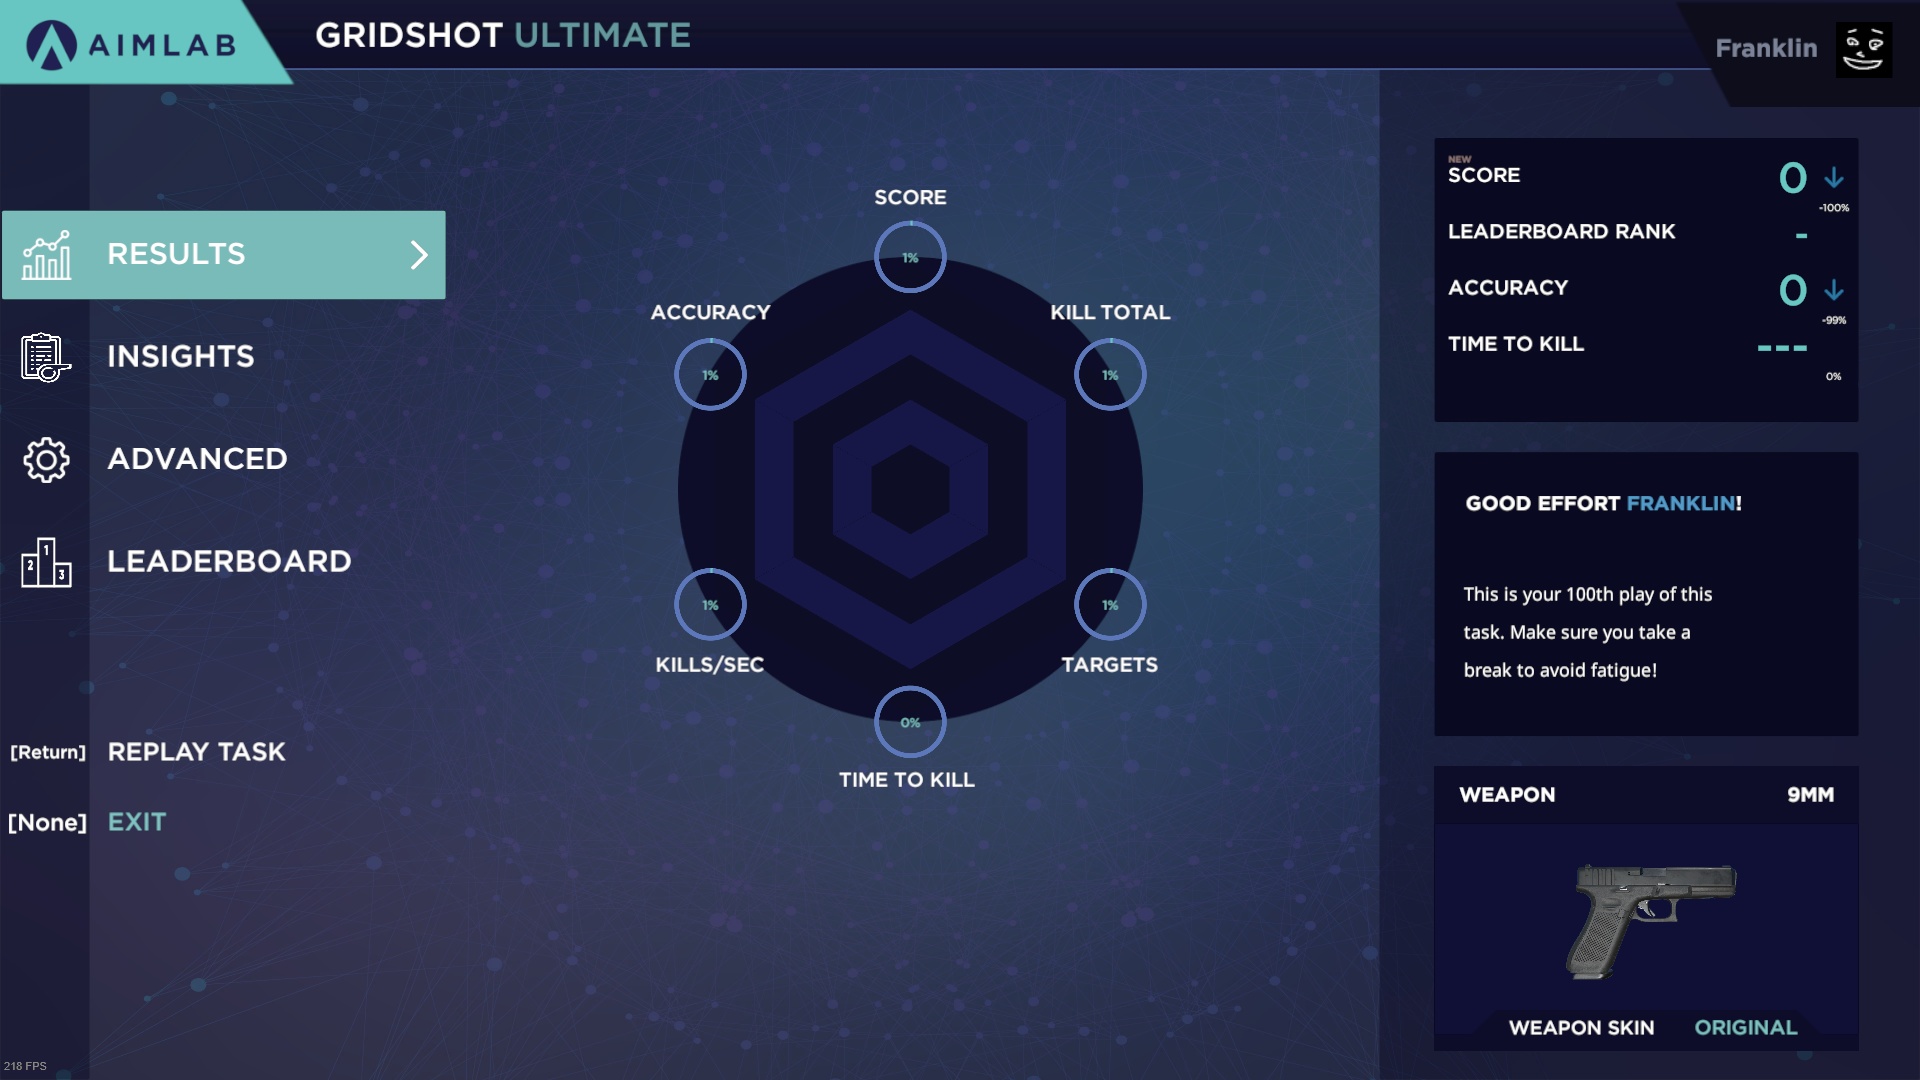 AIMLAB
GRIDSHOT ULTIMATE
Franklin
RESULTS
INSIGHTS
ADVANCED
1
2
3
LEADERBOARD
[Return] REPLAY TASK
[None] EXIT
218 FPS
SCORE
1%
ACCURACY
1%
KILL TOTAL
1%
1%
KILLS/SEC
1%
TARGETS
0%
TIME TO KILL
NEW
SCORE 0
-100%
LEADERBOARD RANK -
ACCURACY 0
-99%
TIME TO KILL ---
0%
GOOD EFFORT FRANKLIN!
This is your 100th play of this
task. Make sure you take a
break to avoid fatigue!
WEAPON 9MM
WEAPON SKIN ORIGINAL